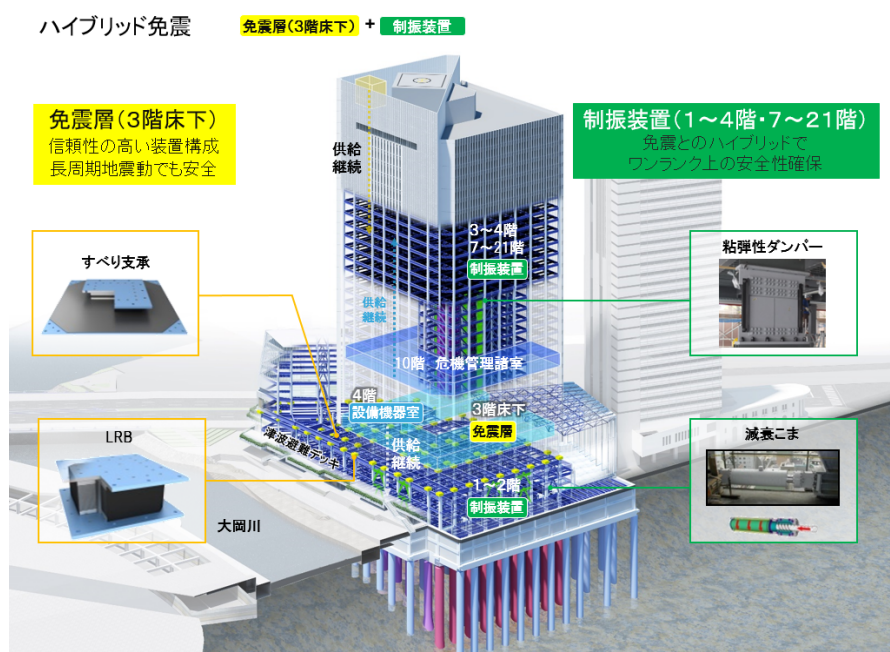 ハイブリッド免震
免震層(3階床下) + 制振装置
免震層(3階床下)
信頼性の高い装置構成
長周期地震動でも安全
制振装置(1~4階・7~21階)
免震とのハイブリッドで
ワンランク上の安全性確保
供給
継続
3~4階
7~21階
制振装置
すべり支承
粘弾性ダンパー
供給
継続
10階 危機管理諸室
4階
設備機器室
3階床下
免震層
津波避難デッキ
供給
継続
LRB
減衰こま
1~2階
制振装置
大岡川